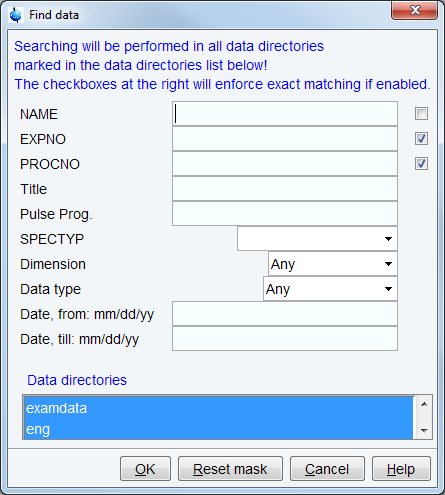 Find data
Searching will be performed in all data directories
marked in the data directories list below!
The checkboxes at the right will enforce exact matching if enabled.
NAME
EXPNO
PROCNO
Title
Pulse Prog.
SPECTYP
Dimension Any
Data type Any
Date, from: mm/dd/yy
Date, till: mm/dd/yy
Data directories
examdata
eng
OK Reset mask Cancel Help